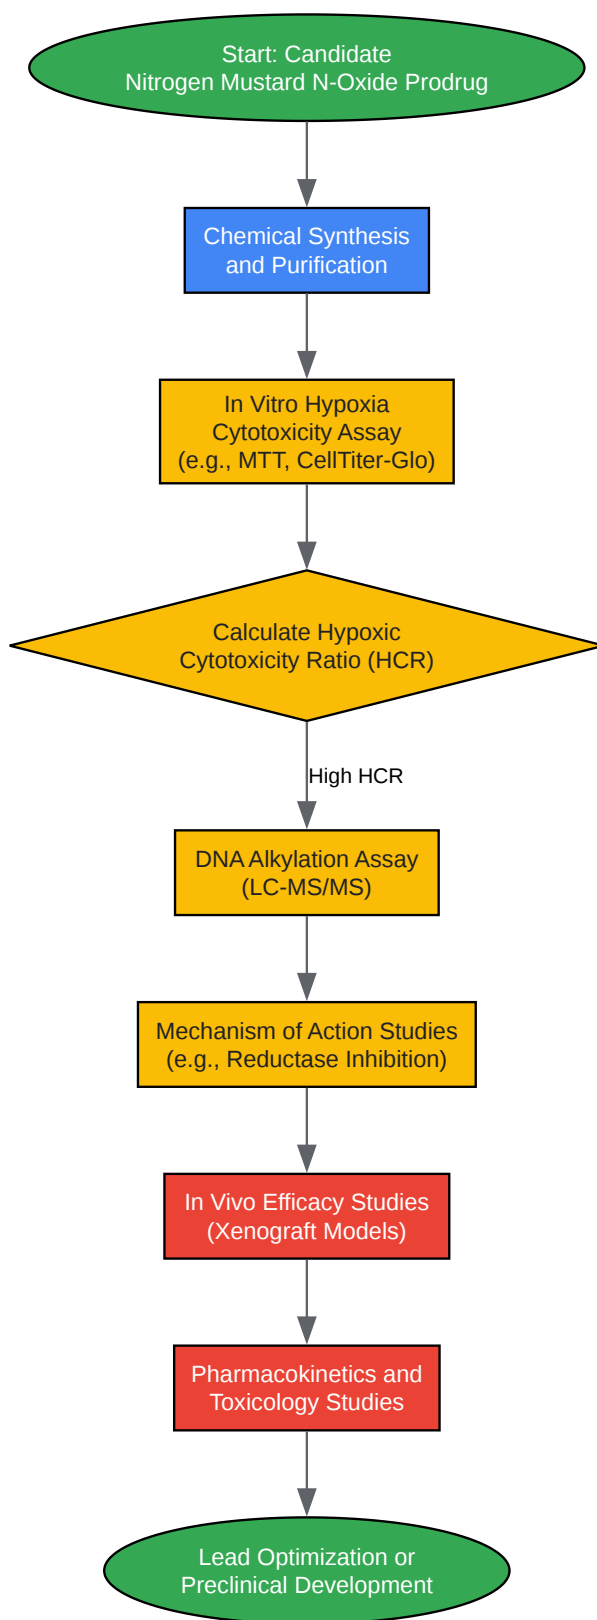 Start: Candidate
Nitrogen Mustard N-Oxide Prodrug
Chemical Synthesis
and Purification
In Vitro Hypoxia
Cytotoxicity Assay
(e.g., MTT, CellTiter-Glo)
Calculate Hypoxic
Cytotoxicity Ratio (HCR)
High HCR
DNA Alkylation Assay
(LC-MS/MS)
Mechanism of Action Studies
(e.g., Reductase Inhibition)
In Vivo Efficacy Studies
(Xenograft Models)
Pharmacokinetics and
Toxicology Studies
Lead Optimization or
Preclinical Development